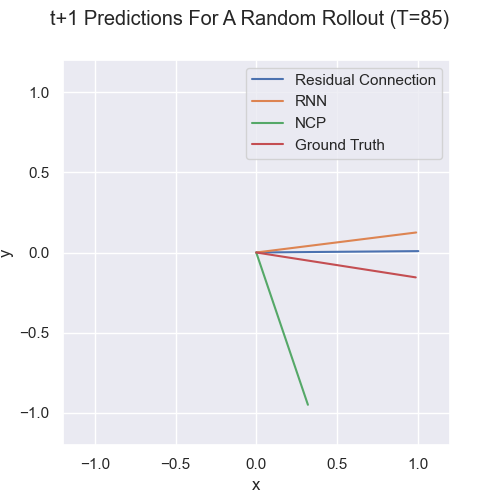 t+1 Predictions For A Random Rollout (T=85)
Residual Connection
RNN
NCP
Ground Truth
1.0
0.5
0.0
−0.5
−1.0
y
−1.0 −0.5 0.0 0.5 1.0
x